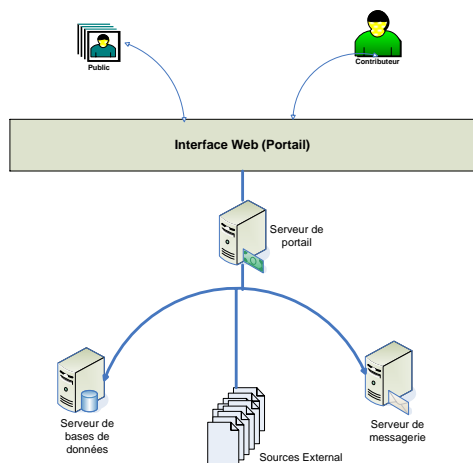 Public
Contributeur
Interface Web (Portail)
Serveur de
portail
Serveur de
bases de
données
Sources External
Serveur de
messagerie